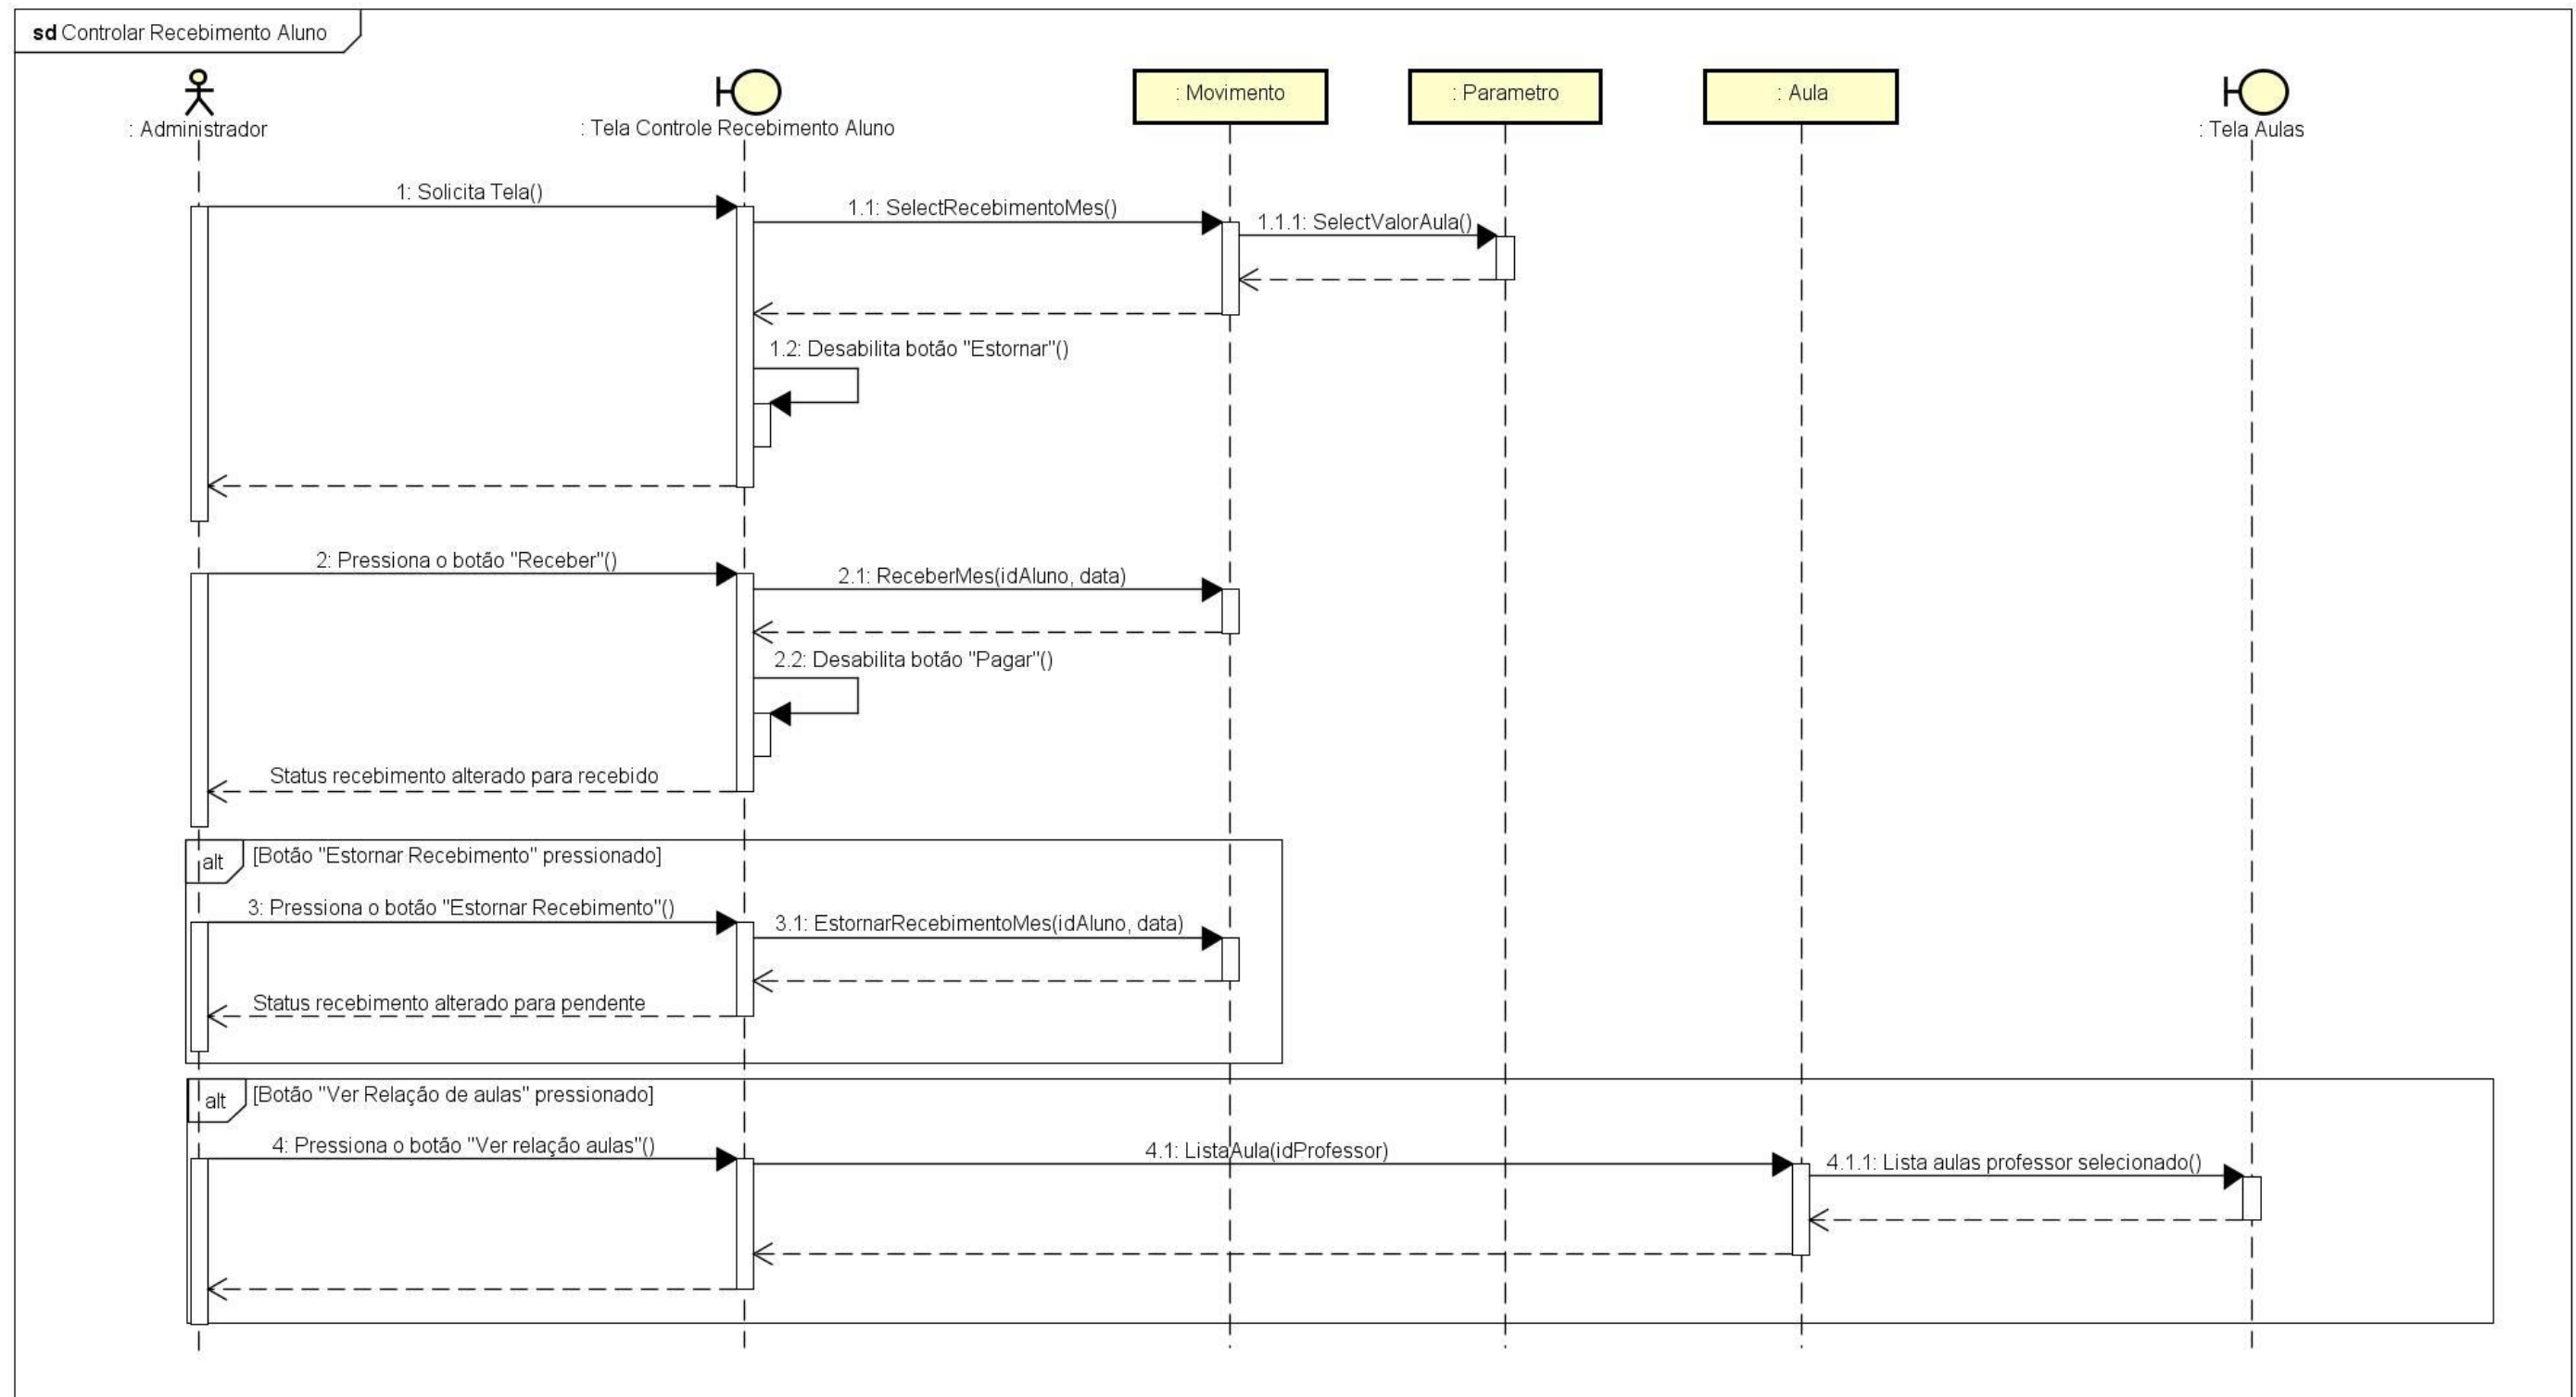 sd Controlar Recebimento Aluno
: Administrador
: Tela Controle Recebimento Aluno
: Movimento
: Parametro
: Aula
: Tela Aulas
1: Solicita Tela()
1.1: SelectRecebimentoMes()
1.1.1: SelectValorAula()
1.2: Desabilita botão "Estornar"()
2: Pressiona o botão "Receber"()
2.1: ReceberMes(idAluno, data)
2.2: Desabilita botão "Pagar"()
Status recebimento alterado para recebido
alt
[Botão "Estornar Recebimento" pressionado]
3: Pressiona o botão "Estornar Recebimento"()
3.1: EstornarRecebimentoMes(idAluno, data)
Status recebimento alterado para pendente
alt
[Botão "Ver Relação de aulas" pressionado]
4: Pressiona o botão "Ver relação aulas"()
4.1: ListaAula(idProfessor)
4.1.1: Lista aulas professor selecionado()